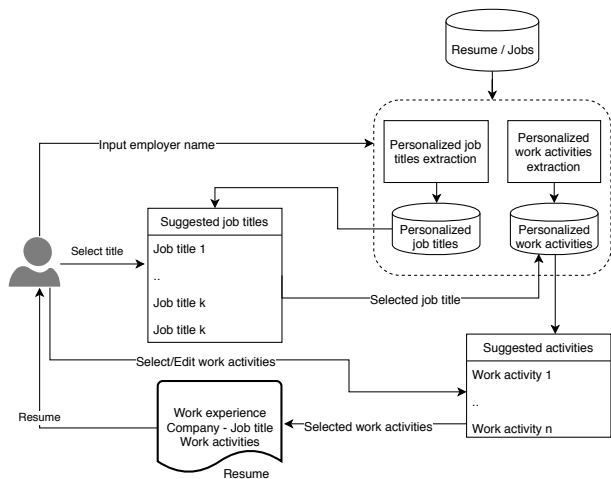 Resume / Jobs
Input employer name
Personalized job
titles extraction
Personalized
work activities
extraction
Suggested job titles
Personalized
job titles
Personalized
work activities
Select title
Job title 1
..
Job title k
Job title k
Selected job title
Suggested activities
Work activity 1
..
Work activity n
Select/Edit work activities
Resume
Work experience
Company - Job title
Work activities
Selected work activities
Resume